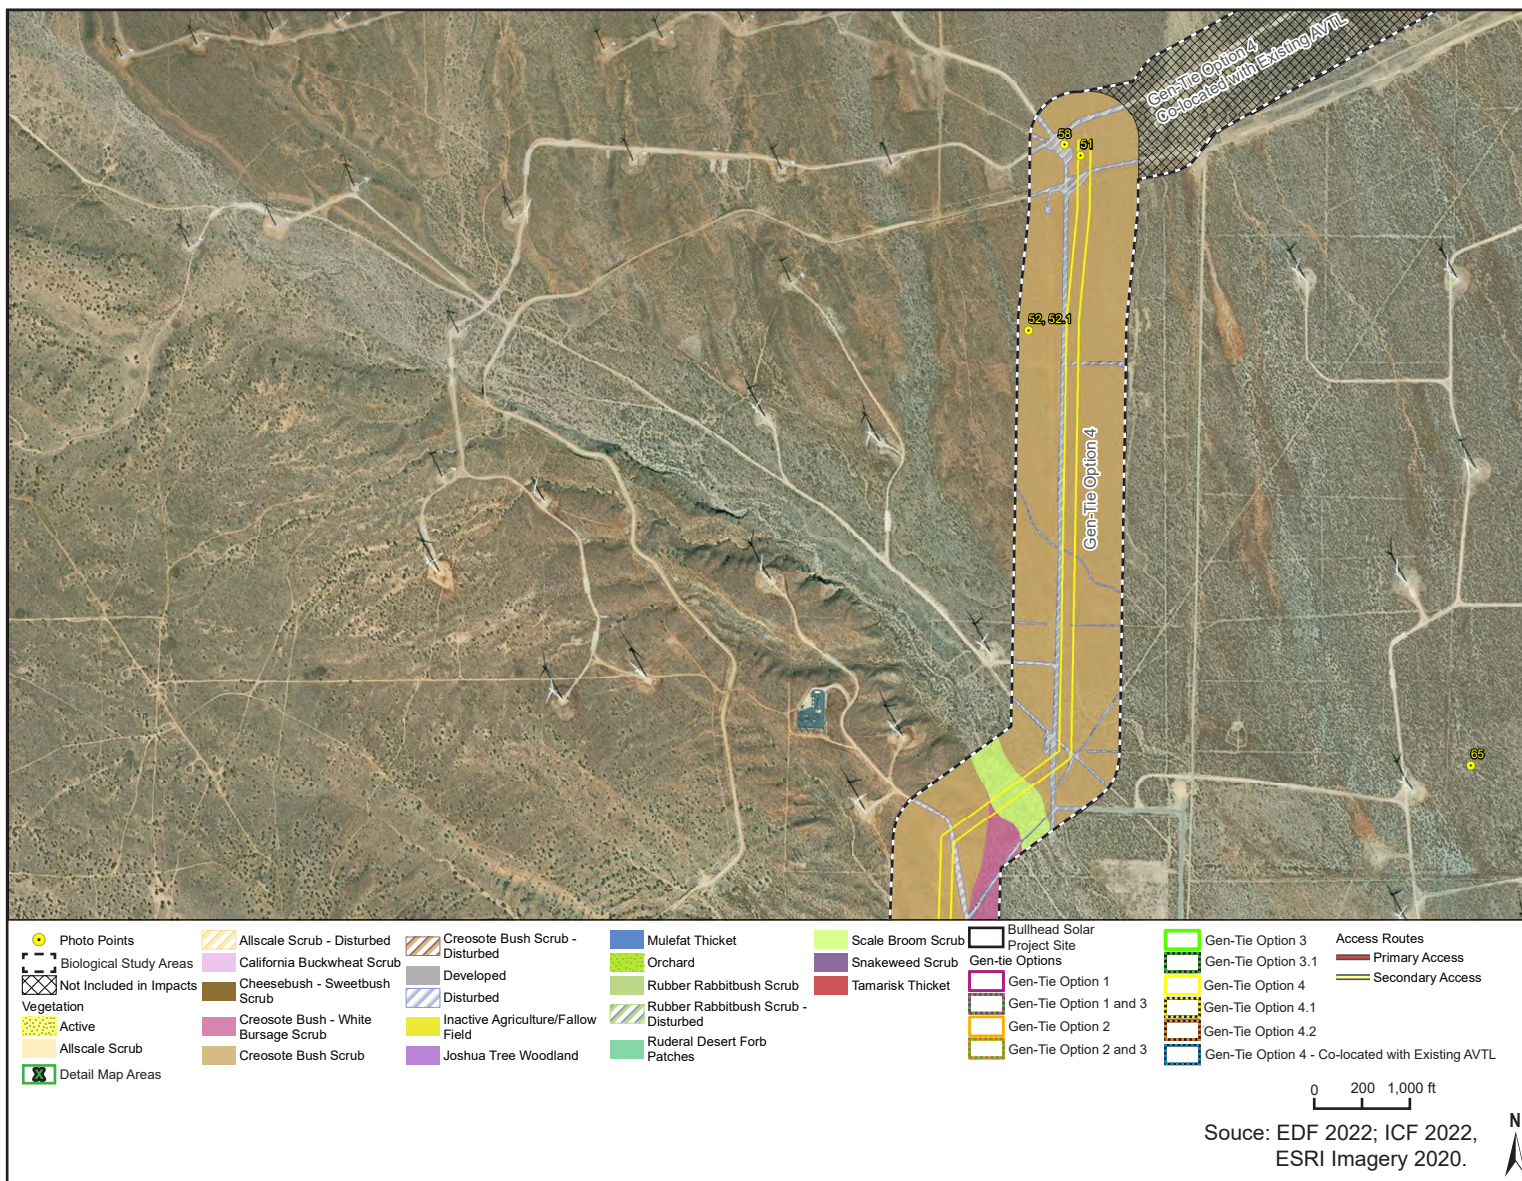 Gen-Tie Option 4
Co-located with Existing AVTL
58
51
52, 52.1
Gen-Tie Option 4
65
Photo Points
Biological Study Areas
Not Included in Impacts
Vegetation
Active
Allscale Scrub
Detail Map Areas
Allscale Scrub - Disturbed
California Buckwheat Scrub
Cheesebush - Sweetbush
Scrub
Creosote Bush - White
Bursage Scrub
Creosote Bush Scrub
Creosote Bush Scrub -
Disturbed
Developed
Disturbed
Inactive Agriculture/Fallow
Field
Joshua Tree Woodland
Mulefat Thicket
Orchard
Rubber Rabbitbush Scrub
Rubber Rabbitbush Scrub -
Disturbed
Ruderal Desert Forb
Patches
Scale Broom Scrub
Snakeweed Scrub
Tamarisk Thicket
Bullhead Solar
Project Site
Gen-tie Options
Gen-Tie Option 1
Gen-Tie Option 1 and 3
Gen-Tie Option 2
Gen-Tie Option 2 and 3
Gen-Tie Option 3
Gen-Tie Option 3.1
Gen-Tie Option 4
Gen-Tie Option 4.1
Gen-Tie Option 4.2
Gen-Tie Option 4 - Co-located with Existing AVTL
Access Routes
Primary Access
Secondary Access
0 200 1,000 ft
Souce: EDF 2022; ICF 2022,
ESRI Imagery 2020.
N